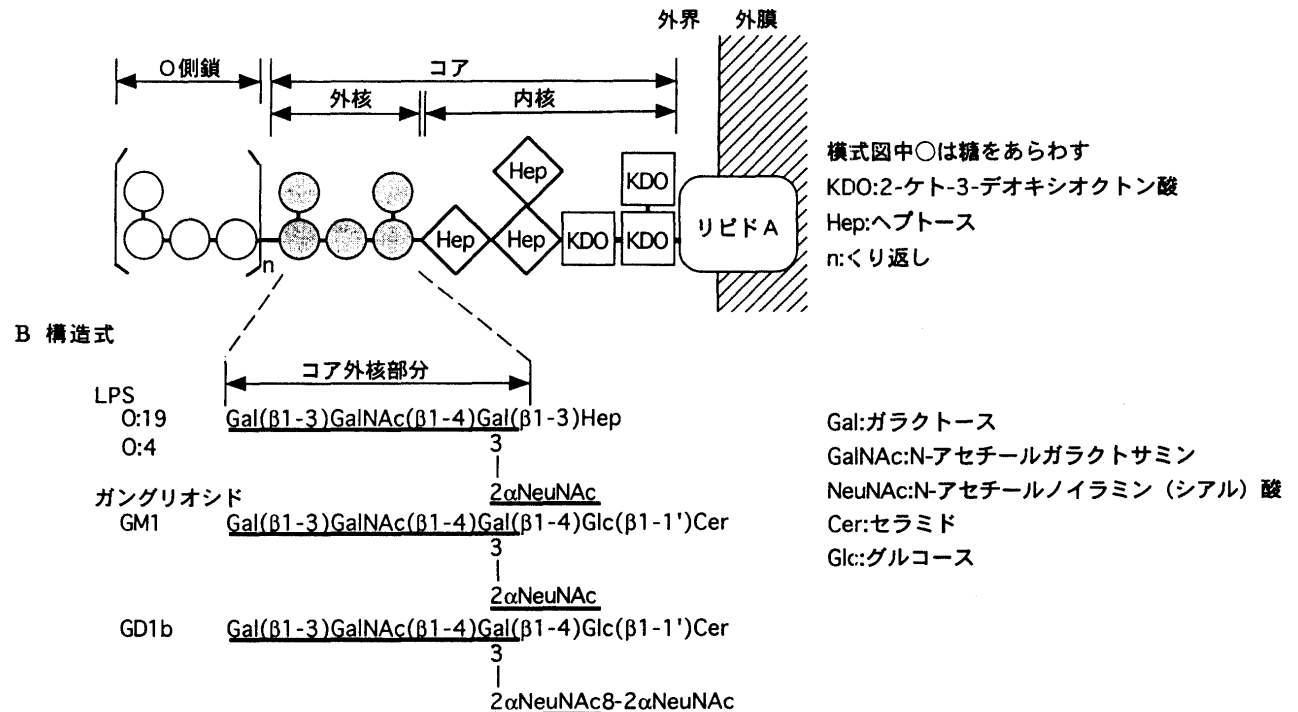 外界 外膜
O側鎖 コア
外核 内核
Hep KDO
Hep Hep KDO KDO リピドA
n
模式図中○は糖をあらわす
KDO:2-ケト-3-デオキシオクトン酸
Hep:ヘプトース
n:くり返し
B 構造式
コア外核部分
LPS
O:19 Gal(β1-3)GalNAc(β1-4)Gal(β1-3)Hep
O:4 3
2αNeuNAc
ガングリオシド
GM1 Gal(β1-3)GalNAc(β1-4)Gal(β1-4)Glc(β1-1')Cer
3
2αNeuNAc
GD1b Gal(β1-3)GalNAc(β1-4)Gal(β1-4)Glc(β1-1')Cer
3
2αNeuNAc8-2αNeuNAc
Gal:ガラクトース
GalNAc:N-アセチールガラクトサミン
NeuNAc:N-アセチールノイラミン（シアル）酸
Cer:セラミド
Glc:グルコース